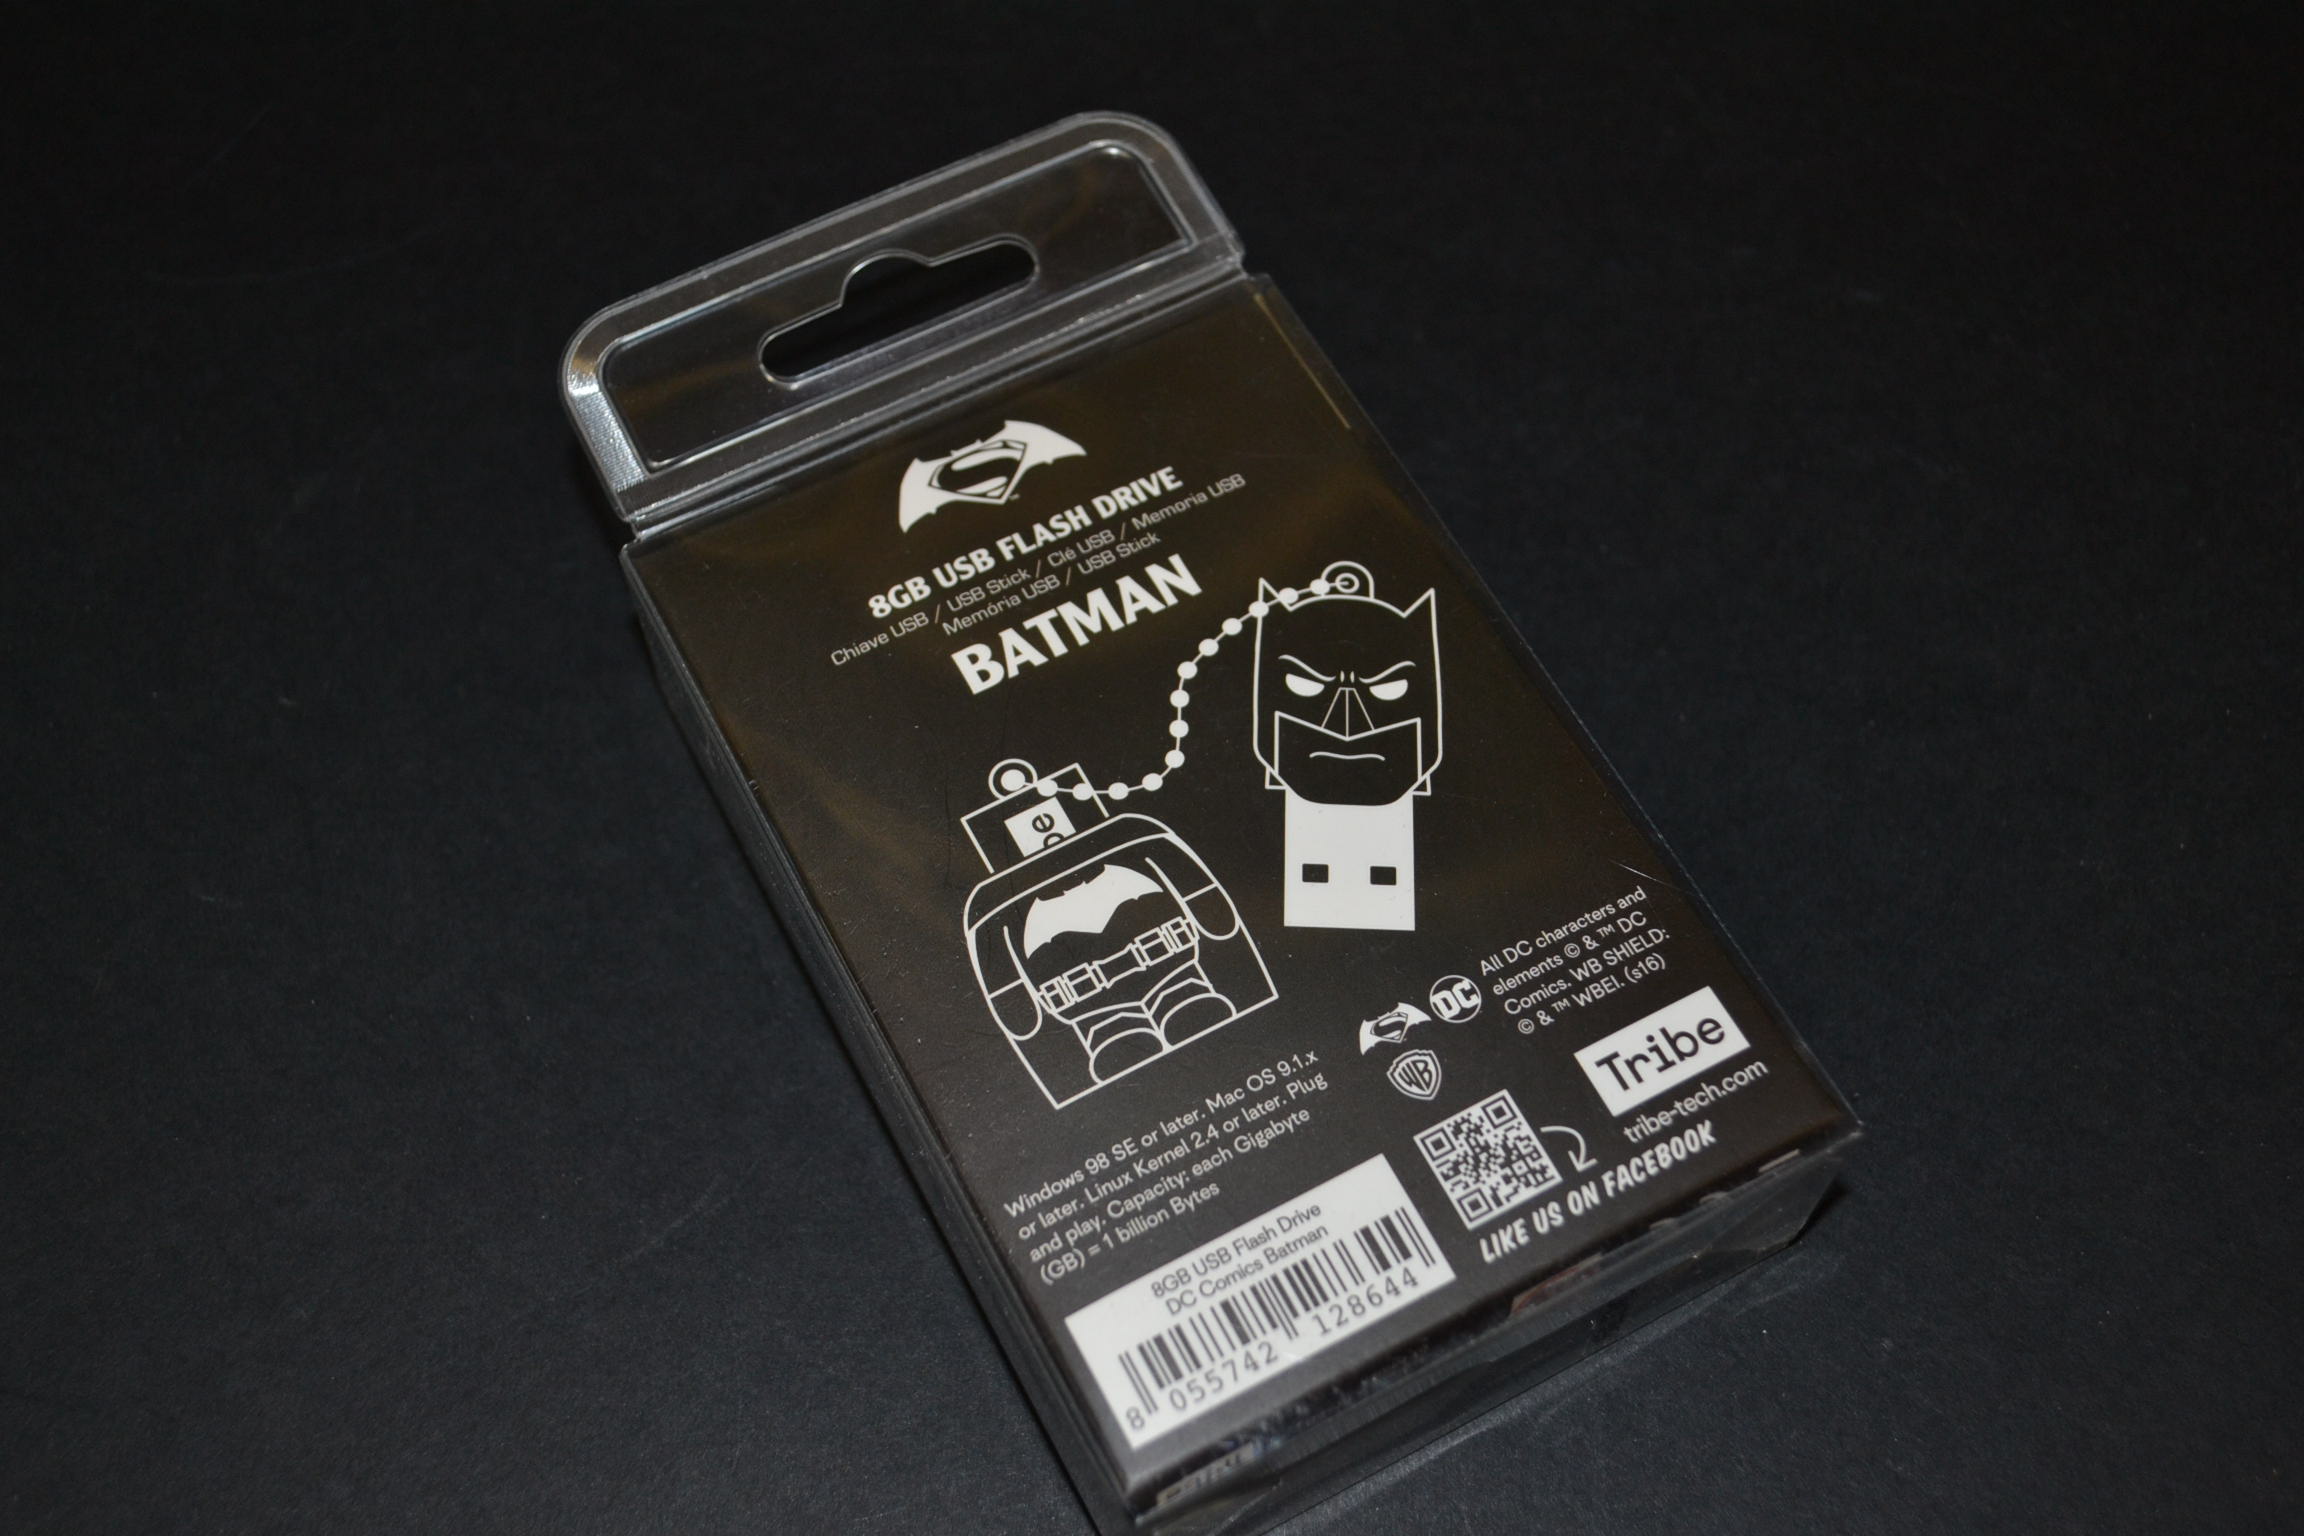 8GB USB FLASH DRIVE
Chiave USB / USB Stick / Clé USB / Memoria USB
Memória USB / USB Stick
BATMAN
be
All DC characters and
elements © & ™ DC
Comics. WB SHIELD:
© & ™ WBEI. (s16)
DC
WB
Tribe
tribe-tech.com
LIKE US ON FACEBOOK
Windows 98 SE or later. Mac OS 9.1.x
or later. Linux Kernel 2.4 or later. Plug
and play. Capacity: each Gigabyte
(GB) = 1 billion Bytes
8GB USB Flash Drive
DC Comics Batman
8 055742 128644